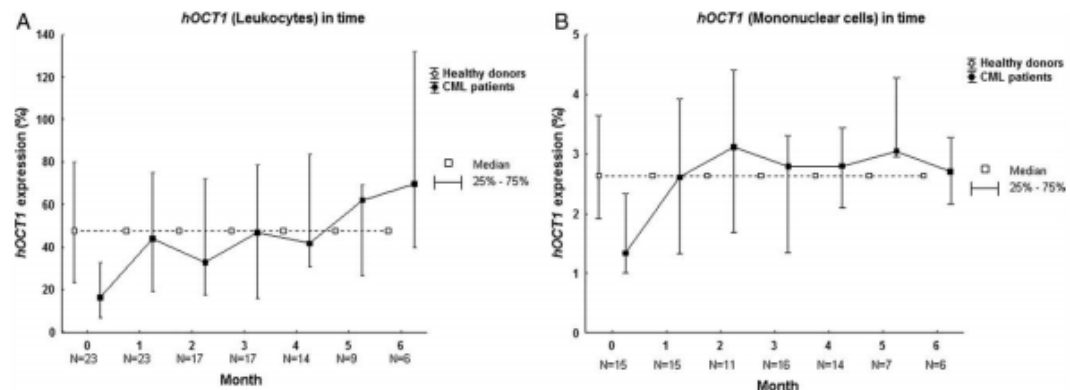 A
hOCT1 (Leukocytes) in time
140
120
100
80
60
40
20
0
hOCT1 expression (%)
0 1 2 3 4 5 6
N=23 N=23 N=17 N=17 N=14 N=9 N=6
Month
Healthy donors
CML patients
Median
25% - 75%
B
hOCT1 (Mononuclear cells) in time
5
4
3
2
1
0
hOCT1 expression (%)
0 1 2 3 4 5 6
N=15 N=15 N=11 N=16 N=14 N=7 N=6
Month
Healthy donors
CML patients
Median
25% - 75%